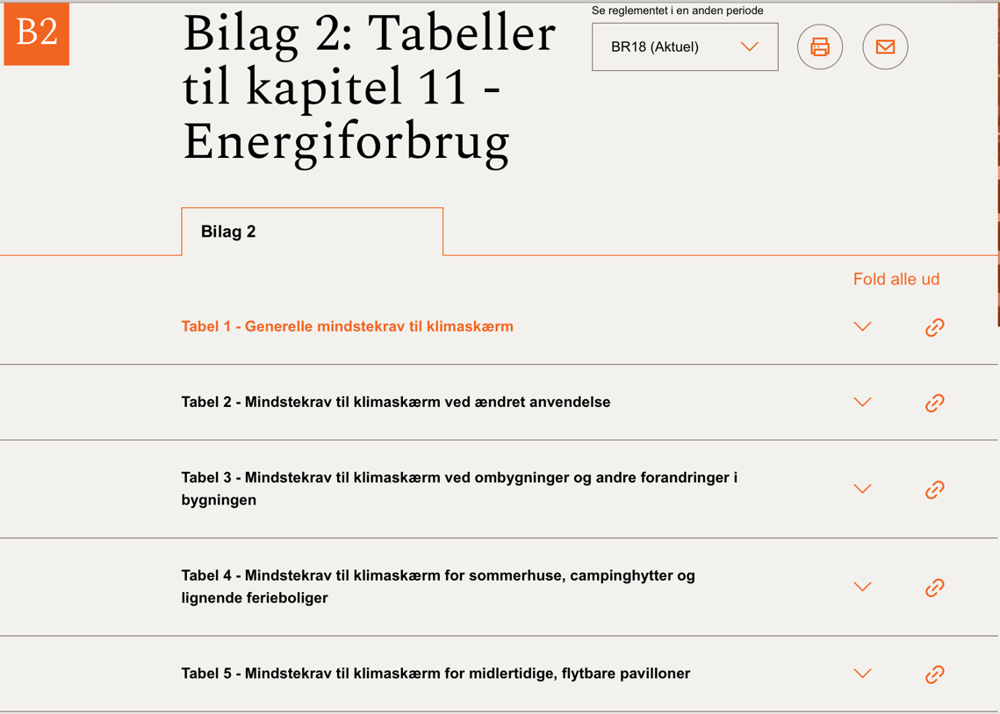 B2
Bilag 2: Tabeller
til kapitel 11 -
Energiforbrug
Se reglementet i en anden periode
BR18 (Aktuel)
Bilag 2
Fold alle ud
Tabel 1 - Generelle mindstekrav til klimaskærm
Tabel 2 - Mindstekrav til klimaskærm ved ændret anvendelse
Tabel 3 - Mindstekrav til klimaskærm ved ombygninger og andre forandringer i
bygningen
Tabel 4 - Mindstekrav til klimaskærm for sommerhuse, campinghytter og
lignende ferieboliger
Tabel 5 - Mindstekrav til klimaskærm for midlertidige, flytbare pavilloner